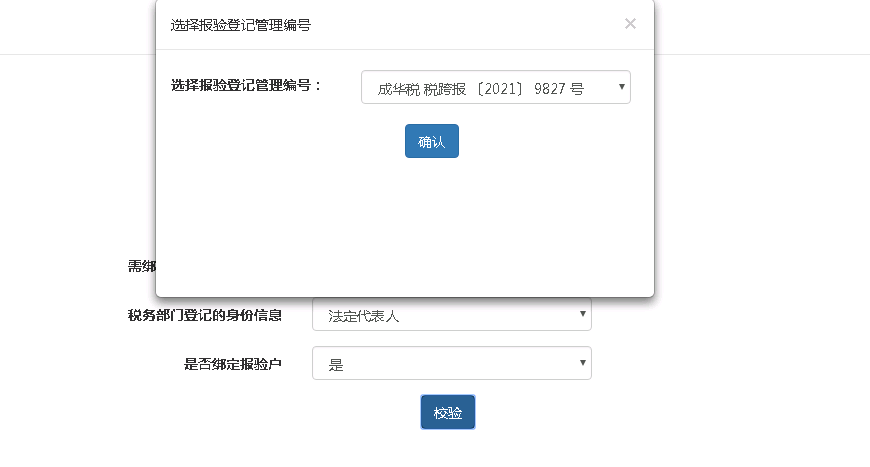 选择报验登记管理编号 ×
选择报验登记管理编号： 成华税 税跨报 〔2021〕 9827 号
确认
需绑
税务部门登记的身份信息 法定代表人
是否绑定报验户 是
校验